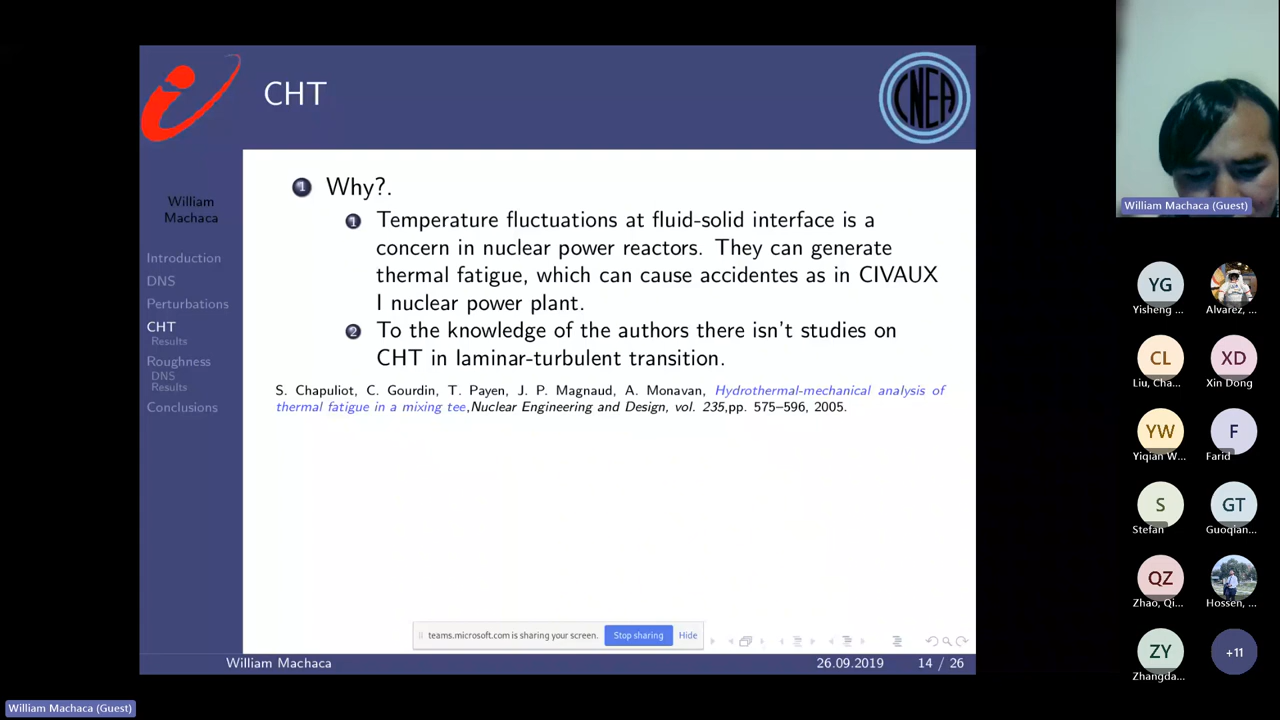 CHT
CNEA
William
Machaca
Introduction
DNS
Perturbations
CHT
Results
Roughness
DNS
Results
Conclusions
1 Why?.
1 Temperature fluctuations at fluid-solid interface is a
concern in nuclear power reactors. They can generate
thermal fatigue, which can cause accidentes as in CIVAUX
I nuclear power plant.
2 To the knowledge of the authors there isn't studies on
CHT in laminar-turbulent transition.
S. Chapuliot, C. Gourdin, T. Payen, J. P. Magnaud, A. Monavan, Hydrothermal-mechanical analysis of
thermal fatigue in a mixing tee,Nuclear Engineering and Design, vol. 235,pp. 575–596, 2005.
teams.microsoft.com is sharing your screen. Stop sharing Hide
William Machaca 26.09.2019 14 / 26
William Machaca (Guest)
William Machaca (Guest)
YG
Yisheng ... Alvarez, ...
CL XD
Liu, Cha... Xin Dong
YW F
Yiqian W... Farid
S GT
Stefan Guoqian...
QZ
Zhao, Qi... Hossen, ...
ZY +11
Zhangda...